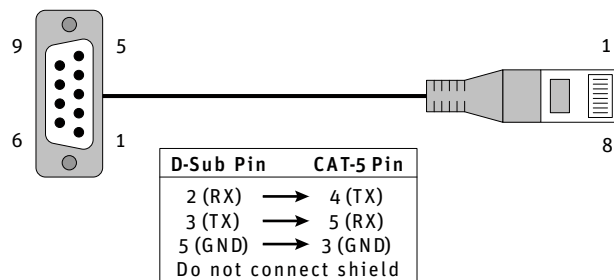 9 5 1
6 1 8
D-Sub Pin CAT-5 Pin
2 (RX) 4 (TX)
3 (TX) 5 (RX)
5 (GND) 3 (GND)
Do not connect shield